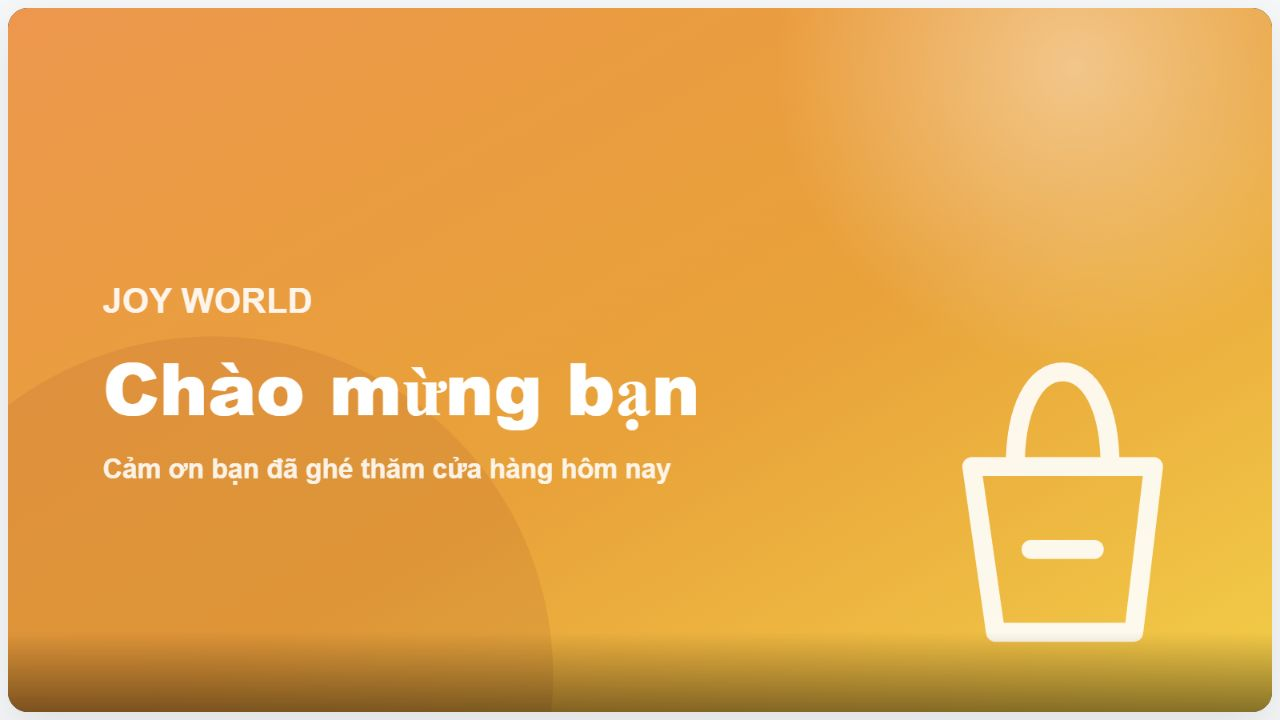 JOY WORLD
Chào mừng bạn
Cảm ơn bạn đã ghé thăm cửa hàng hôm nay